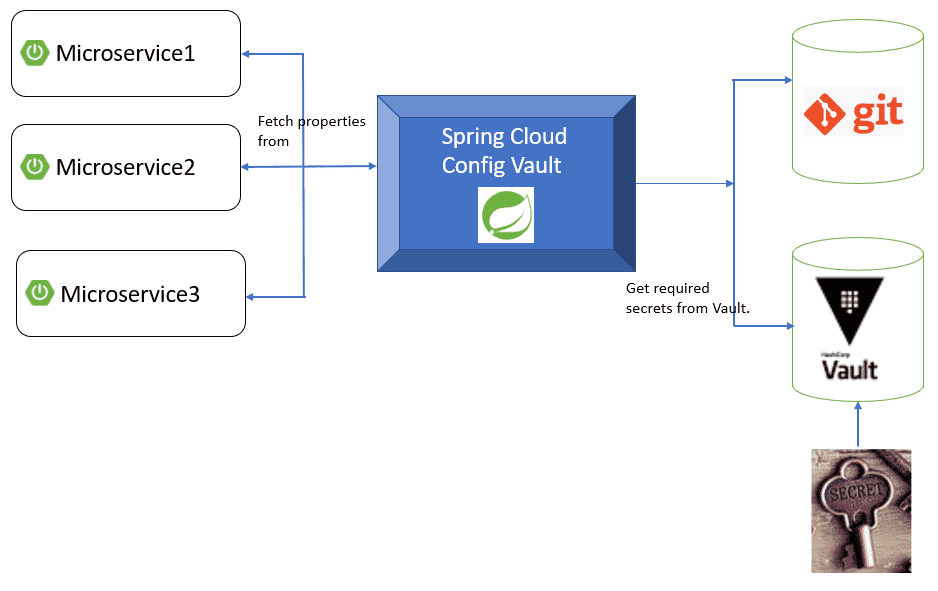 Microservice1
Microservice2
Microservice3
Fetch properties
from
Spring Cloud
Config Vault
git
Get required
secrets from Vault.
HashiCorp
Vault
SECRET